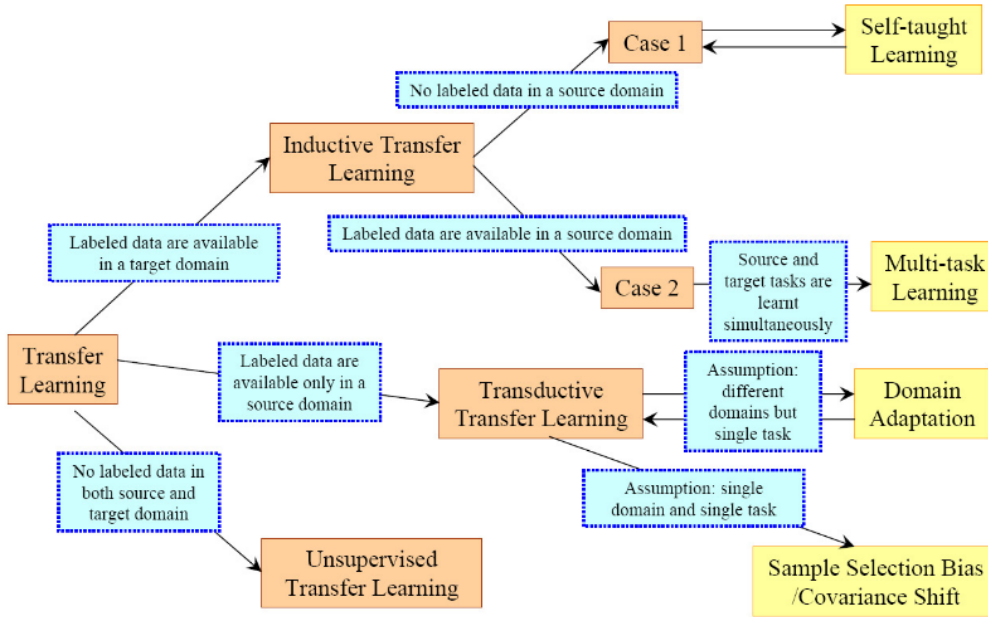 Case 1
Self-taught
Learning
No labeled data in a source domain
Inductive Transfer
Learning
Labeled data are available
in a target domain
Labeled data are available in a source domain
Case 2
Source and
target tasks are
learnt
simultaneously
Multi-task
Learning
Transfer
Learning
Labeled data are
available only in a
source domain
Transductive
Transfer Learning
Assumption:
different
domains but
single task
Domain
Adaptation
No labeled data in
both source and
target domain
Assumption: single
domain and single task
Unsupervised
Transfer Learning
Sample Selection Bias
/Covariance Shift